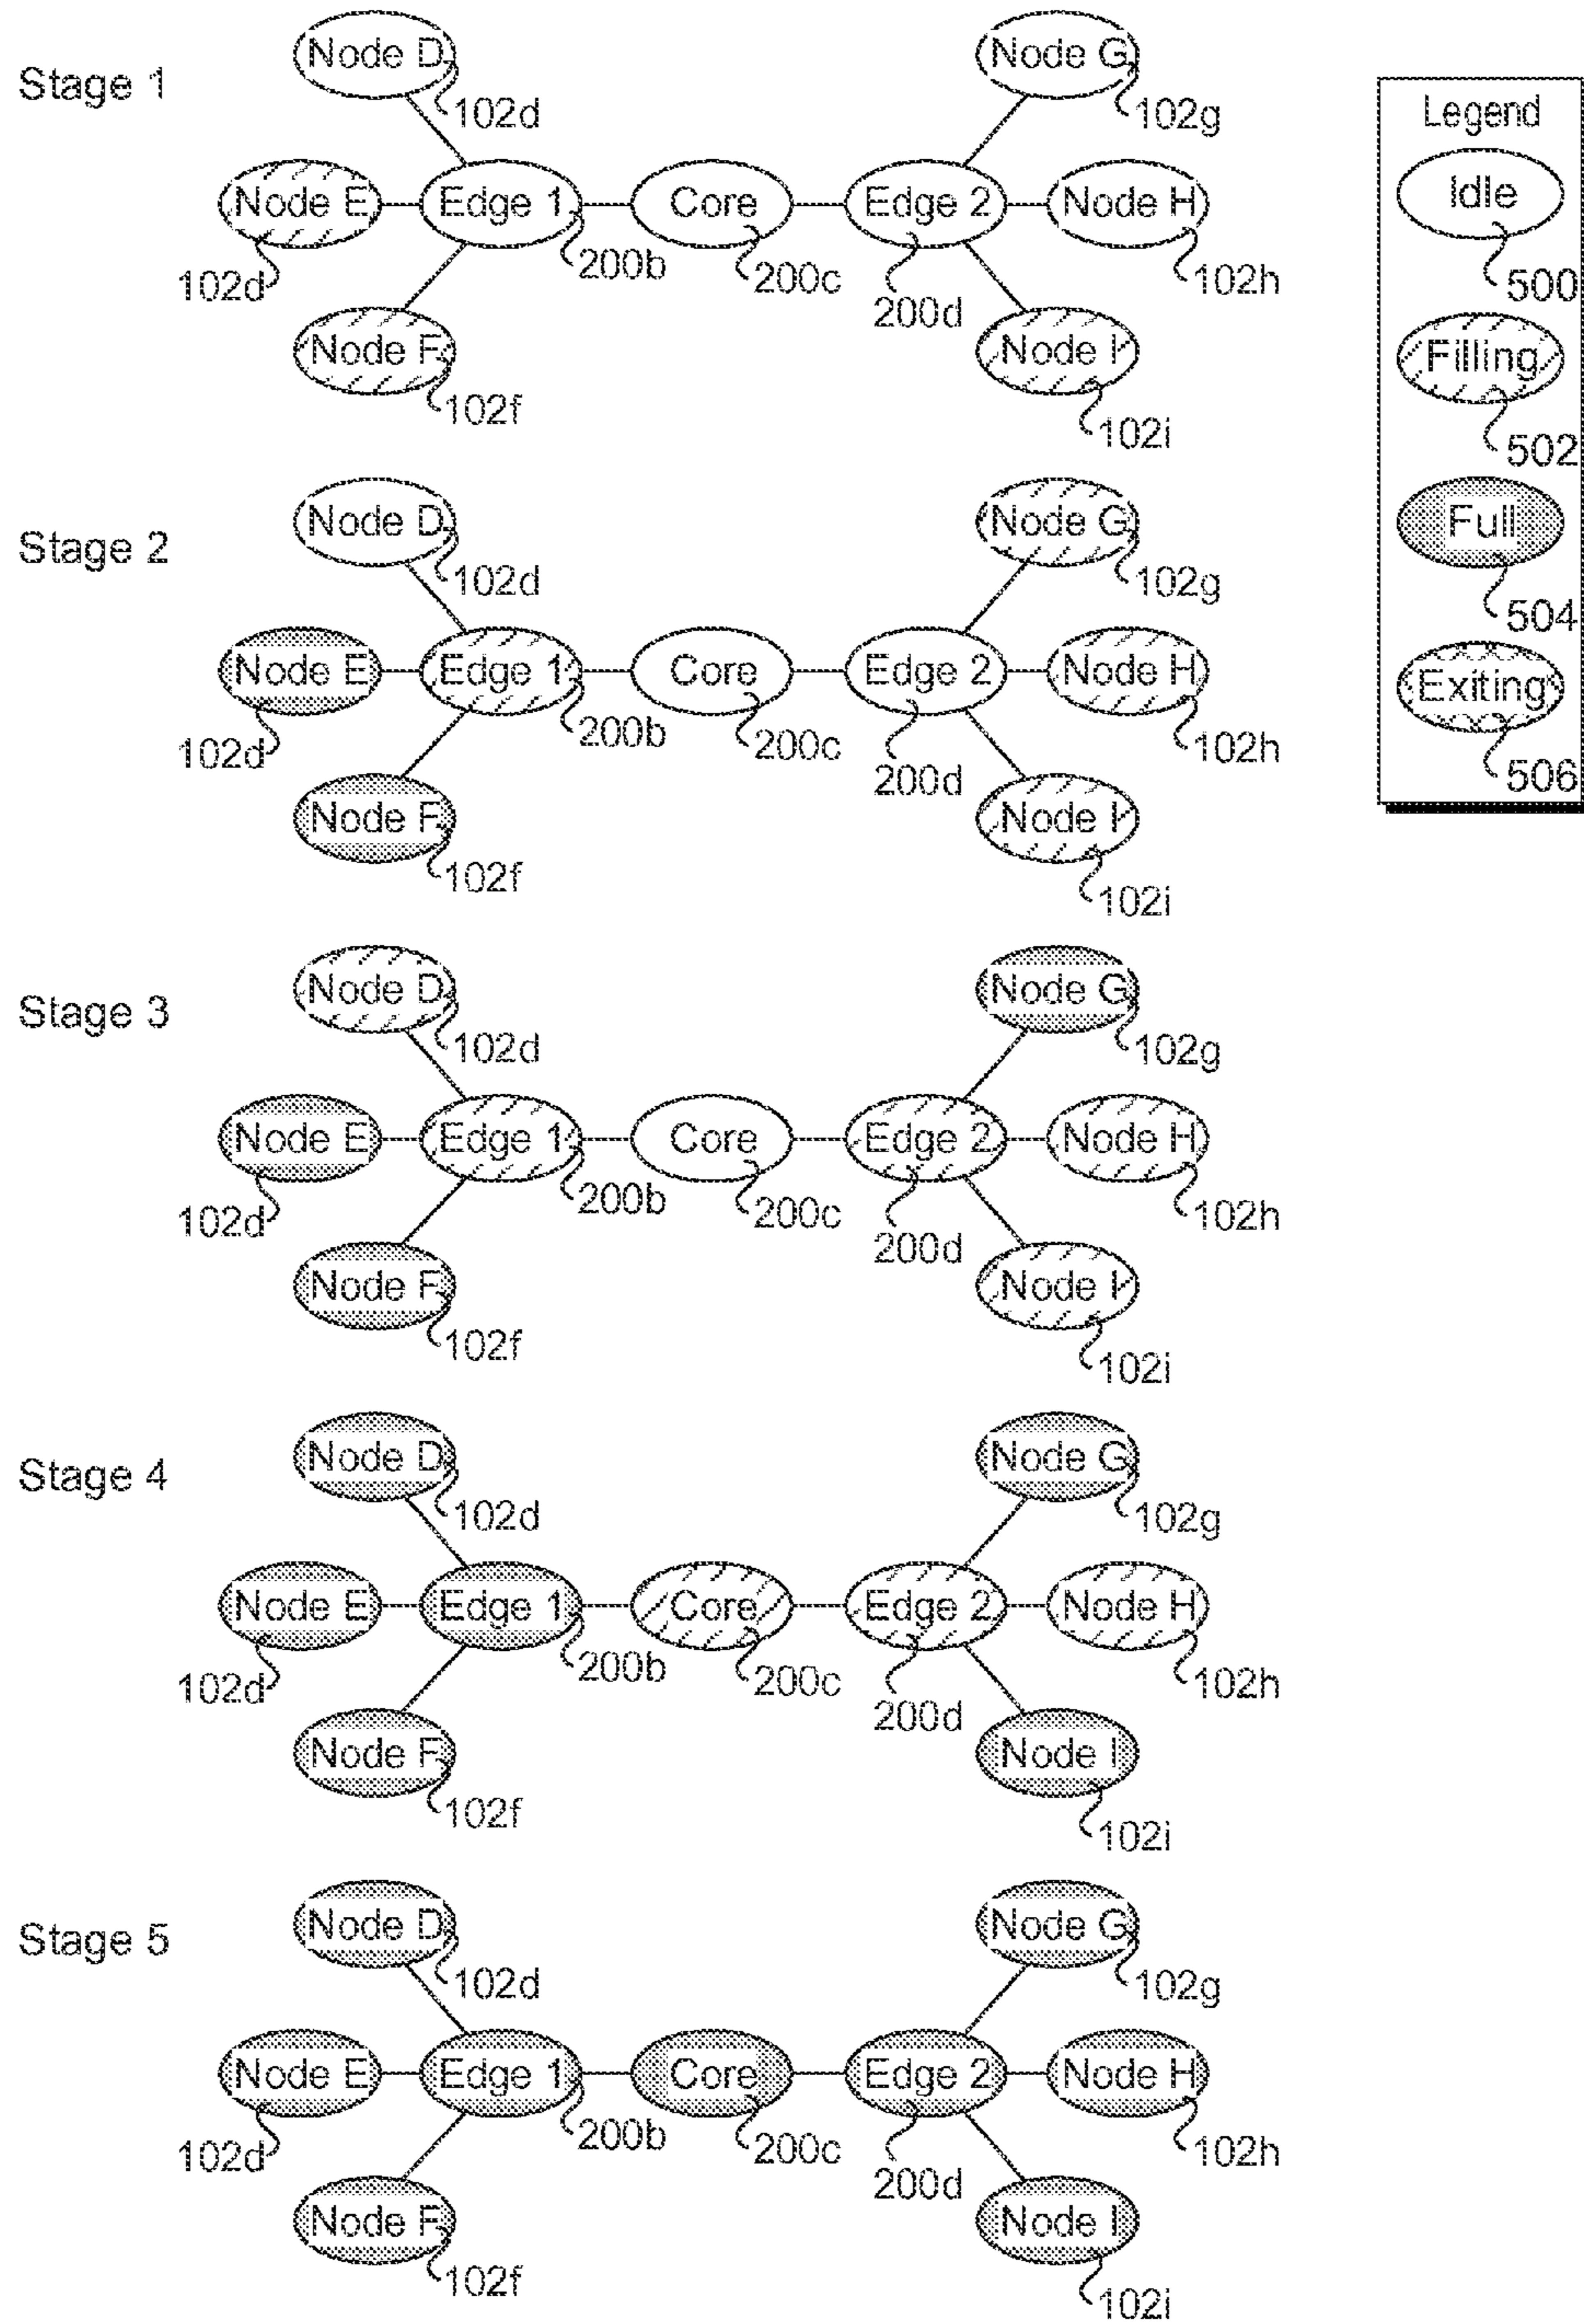 Stage 1
Node D
102d
Node G
102g
Node E
Edge 1
Core
Edge 2
Node H
102d
200b
200c
200d
102h
Node F
102f
Node I
102i
Legend
Idle
500
Filling
502
Full
504
Exiting
506
Stage 2
Node D
102d
Node G
102g
Node E
Edge 1
Core
Edge 2
Node H
102d
200b
200c
200d
102h
Node F
102f
Node I
102i
Stage 3
Node D
102d
Node G
102g
Node E
Edge 1
Core
Edge 2
Node H
102d
200b
200c
200d
102h
Node F
102f
Node I
102i
Stage 4
Node D
102d
Node G
102g
Node E
Edge 1
Core
Edge 2
Node H
102d
200b
200c
200d
102h
Node F
102f
Node I
102i
Stage 5
Node D
102d
Node G
102g
Node E
Edge 1
Core
Edge 2
Node H
102d
200b
200c
200d
102h
Node F
102f
Node I
102i